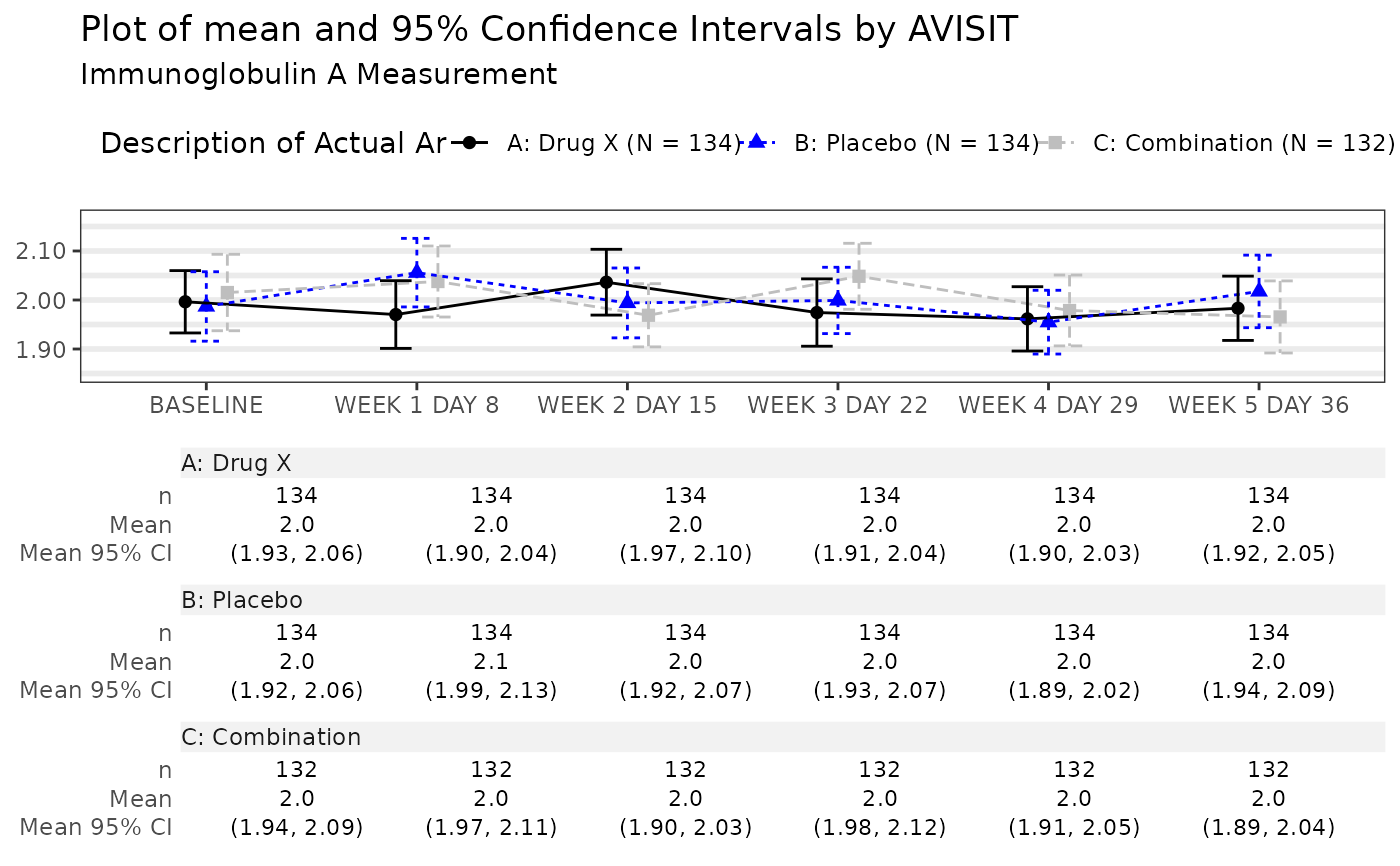 Plot of mean and 95% Confidence Intervals by AVISIT
Immunoglobulin A Measurement
Description of Actual Ar A: Drug X (N = 134) B: Placebo (N = 134) C: Combination (N = 132)
2.10
2.00
1.90
BASELINE WEEK 1 DAY 8 WEEK 2 DAY 15 WEEK 3 DAY 22 WEEK 4 DAY 29 WEEK 5 DAY 36
A: Drug X
n 134 134 134 134 134 134
Mean 2.0 2.0 2.0 2.0 2.0 2.0
Mean 95% CI (1.93, 2.06) (1.90, 2.04) (1.97, 2.10) (1.91, 2.04) (1.90, 2.03) (1.92, 2.05)
B: Placebo
n 134 134 134 134 134 134
Mean 2.0 2.1 2.0 2.0 2.0 2.0
Mean 95% CI (1.92, 2.06) (1.99, 2.13) (1.92, 2.07) (1.93, 2.07) (1.89, 2.02) (1.94, 2.09)
C: Combination
n 132 132 132 132 132 132
Mean 2.0 2.0 2.0 2.0 2.0 2.0
Mean 95% CI (1.94, 2.09) (1.97, 2.11) (1.90, 2.03) (1.98, 2.12) (1.91, 2.05) (1.89, 2.04)